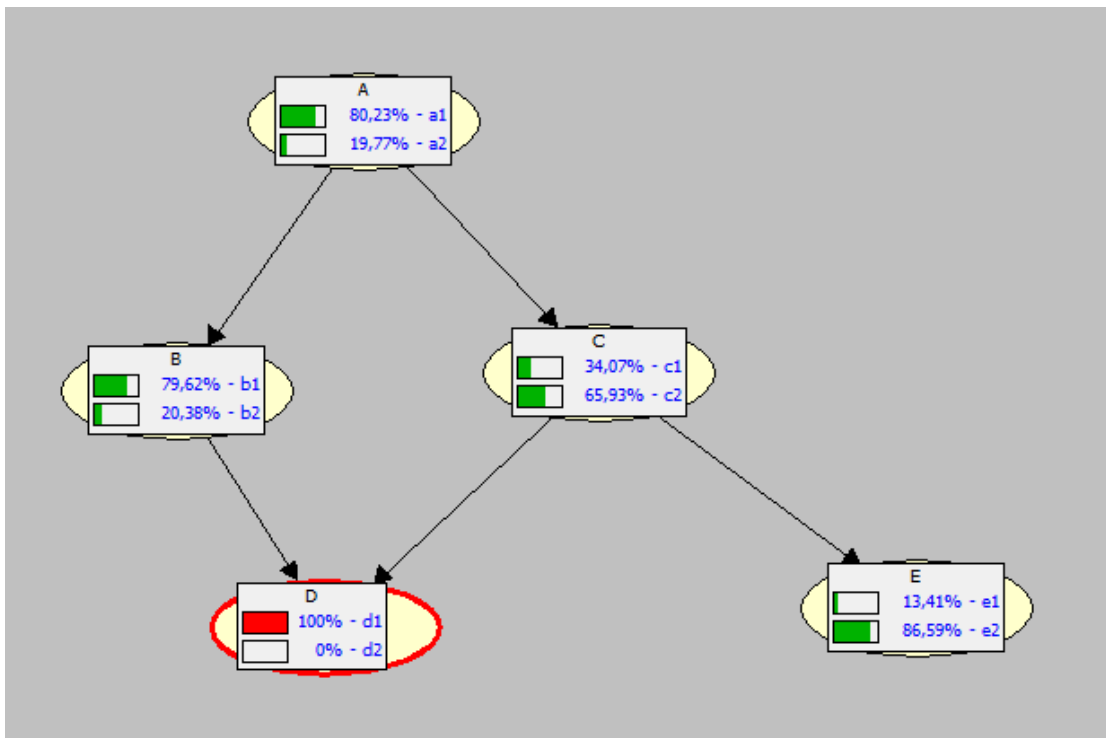 A
80,23% - a1
19,77% - a2
B
79,62% - b1
20,38% - b2
C
34,07% - c1
65,93% - c2
D
100% - d1
0% - d2
E
13,41% - e1
86,59% - e2